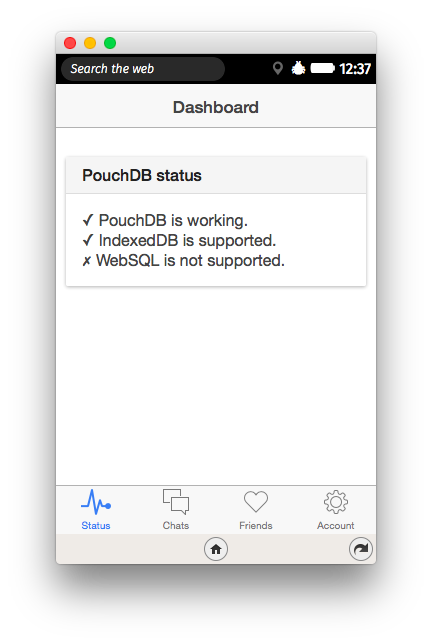 Search the web
12:37
Dashboard
PouchDB status
✓ PouchDB is working.
✓ IndexedDB is supported.
✗ WebSQL is not supported.
Status
Chats
Friends
Account